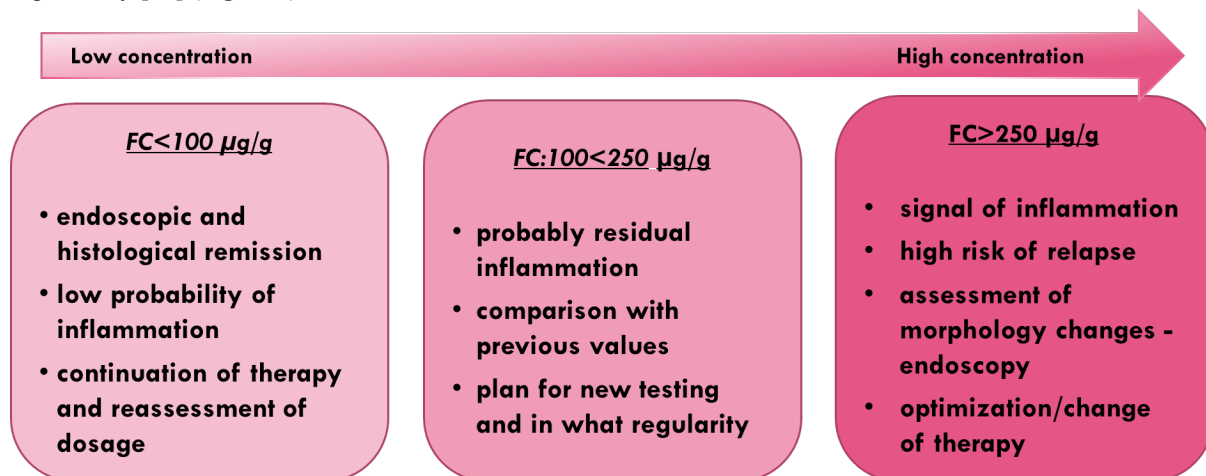 Low concentration
High concentration
FC<100 µg/g
• endoscopic and
histological remission
• low probability of
inflammation
• continuation of therapy
and reassessment of
dosage
FC:100<250 µg/g
• probably residual
inflammation
• comparison with
previous values
• plan for new testing
and in what regularity
FC>250 µg/g
• signal of inflammation
• high risk of relapse
• assessment of
morphology changes -
endoscopy
• optimization/change
of therapy